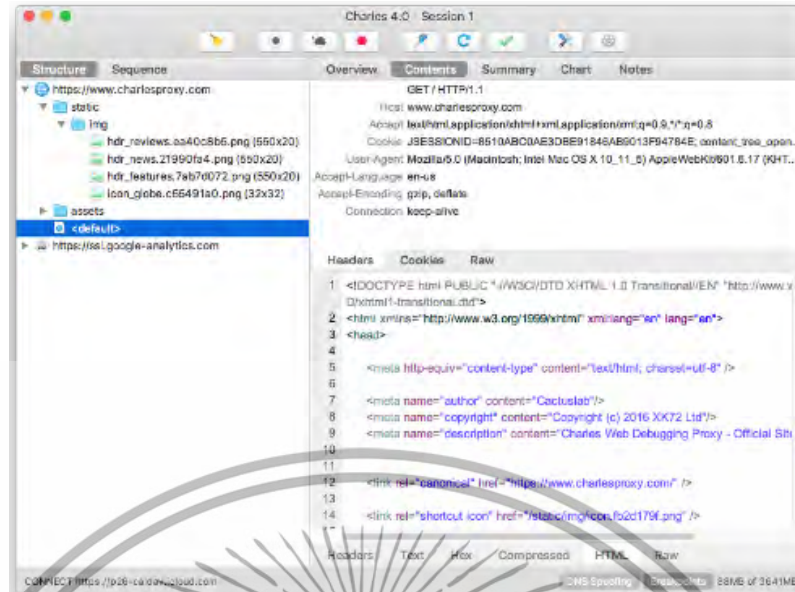 Charles 4.0 - Session 1
Structure Sequence
Overview Contents Summary Chart Notes
https://www.charlesproxy.com
static
img
hdr_reviews.ea40c8b6.png (550x20)
hdr_news.21990fa4.png (550x20)
hdr_features.7ab7d072.png (550x20)
icon_globe.c56491a0.png (32x32)
assets
<default>
https://ssl.google-analytics.com
GET / HTTP/1.1
Host www.charlesproxy.com
Accept text/html,application/xhtml+xml,application/xml;q=0.9,*/*;q=0.8
Cookie content_tree_open.
User-Agent Mozilla/5.0 (Macintosh; Intel Mac OS X 10_11_6) AppleWebKit/601.6.17 (KHT...
Accept-Language en-us
Accept-Encoding gzip, deflate
Connection keep-alive
Headers Cookies Raw
1 <!DOCTYPE html PUBLIC "-//W3C//DTD XHTML 1.0 Transitional//EN" "http://www.w
D/xhtml1-transitional.dtd">
2 <html xmlns="http://www.w3.org/1999/xhtml" xml:lang="en" lang="en">
3 <head>
4
5 <meta http-equiv="content-type" content="text/html; charset=utf-8" />
6
7 <meta name="author" content="Cactuslab"/>
8 <meta name="copyright" content="Copyright (c) 2016 XK72 Ltd"/>
9 <meta name="description" content="Charles Web Debugging Proxy - Official Site
10
11
12 <link rel="canonical" href="https://www.charlesproxy.com/" />
13
14 <link rel="shortcut icon" href="/static/img/icon.fb2d179f.png" />
Headers Text Hex Compressed HTML Raw
CONNECT DNS Spoofing Breakpoints 88MB of 3641MB